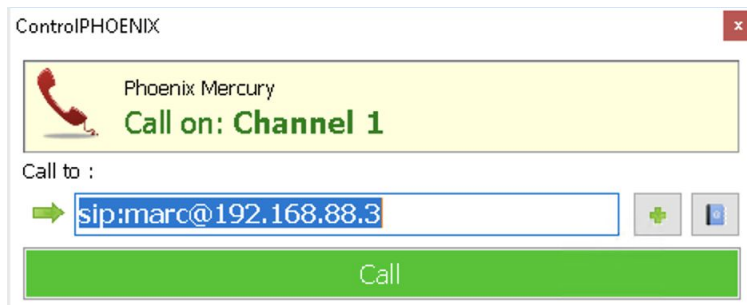 ControlPHOENIX
x
Phoenix Mercury
Call on: Channel 1
Call to :
sip:marc@192.168.88.3
Call